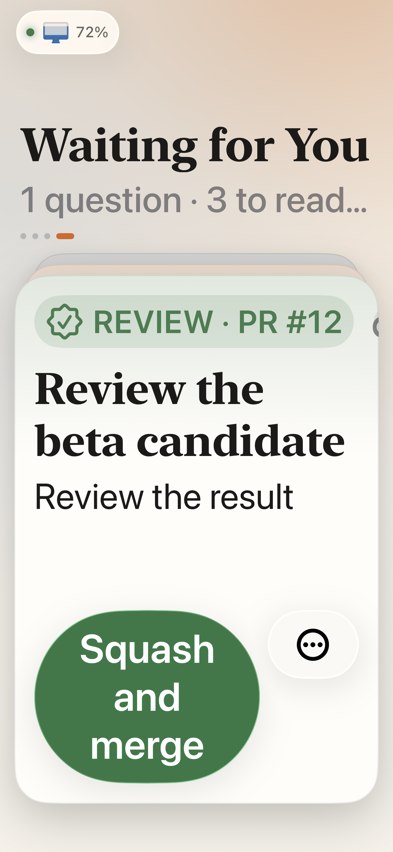 72%
Waiting for You
1 question · 3 to read...
REVIEW · PR #12
Review the
beta candidate
Review the result
Squash
and
merge